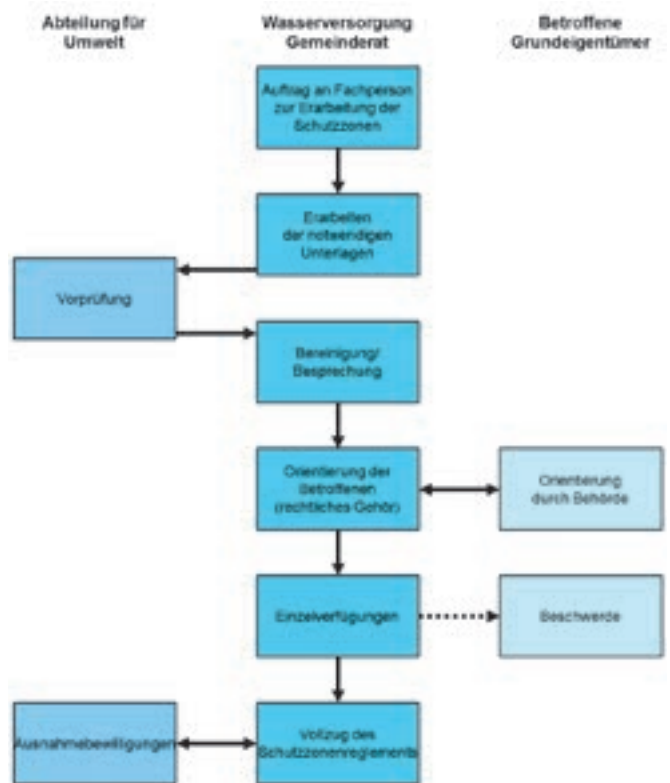 Abteilung für
Umwelt
Wasserversorgung
Gemeinderat
Betroffene
Grundeigentümer
Auftrag an Fachperson
zur Erarbeitung der
Schutzzonen
Erarbeiten
der notwendigen
Unterlagen
Vorprüfung
Bereinigung/
Besprechung
Orientierung der
Betroffenen
(rechtliches Gehör)
Orientierung
durch Behörde
Einzelverfügungen
Beschwerde
Ausnahmebewilligungen
Vollzug des
Schutzzonenreglements